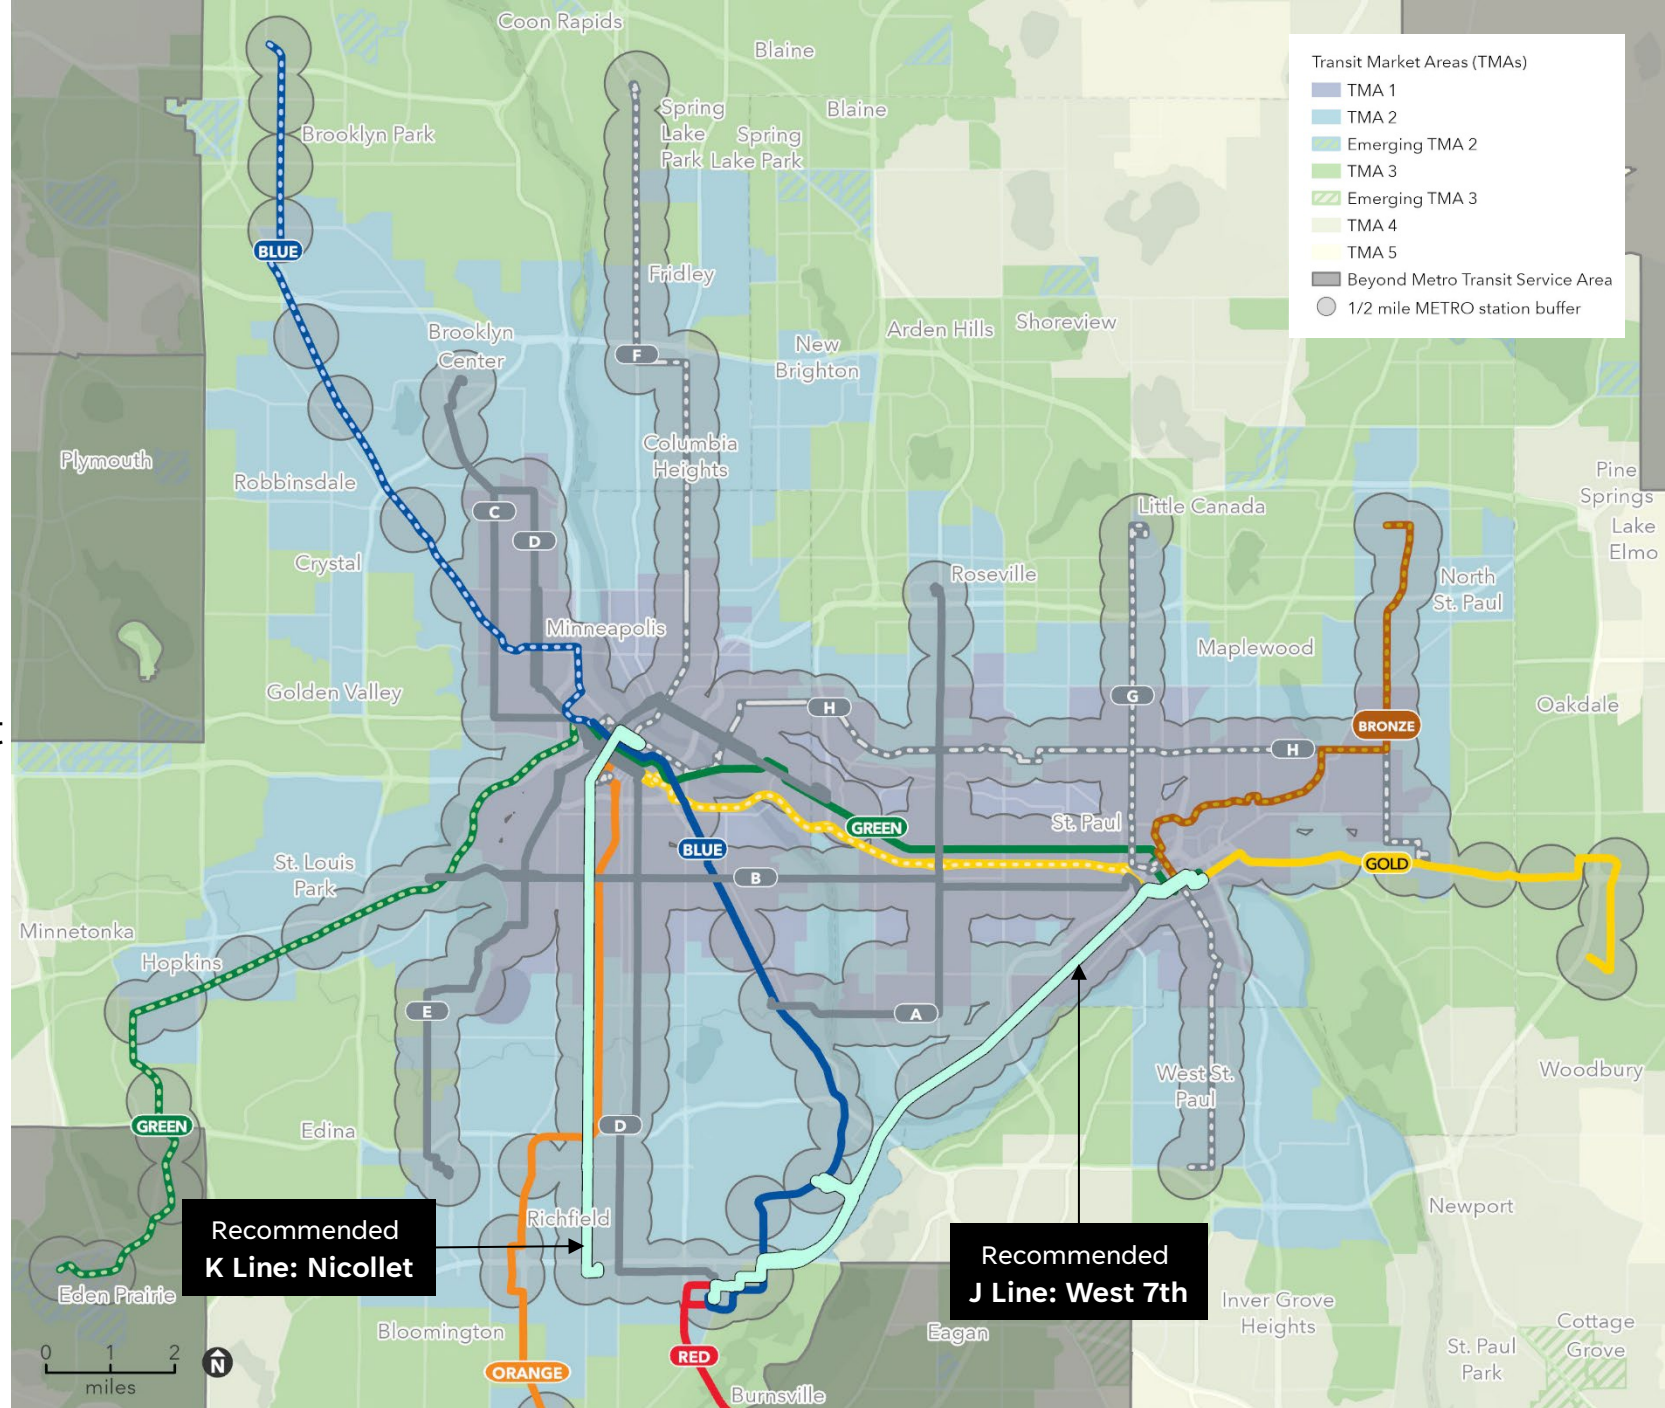 Coon Rapids
Blaine
Transit Market Areas (TMAs)
TMA 1
TMA 2
Emerging TMA 2
TMA 3
Emerging TMA 3
TMA 4
TMA 5
Beyond Metro Transit Service Area
1/2 mile METRO station buffer
Spring
Lake
Park
Blaine
Spring
Lake Park
Brooklyn Park
BLUE
Fridley
Brooklyn
Center
F
New
Brighton
Arden Hills
Shoreview
Columbia
Heights
Plymouth
Robbinsdale
Pine
Springs
Lake
Elmo
C
D
Little Canada
Crystal
Roseville
North
St. Paul
Minneapolis
Maplewood
Golden Valley
G
H
H
BRONZE
Oakdale
St. Paul
GREEN
BLUE
GOLD
St. Louis
Park
B
Minnetonka
Hopkins
E
A
West St.
Paul
Woodbury
GREEN
Edina
D
Richfield
Newport
Recommended
K Line: Nicollet
Recommended
J Line: West 7th
Eden Prairie
Bloomington
Eagan
Inver Grove
Heights
Cottage
Grove
St. Paul
Park
ORANGE
RED
Burnsville
0 1 2
miles
N